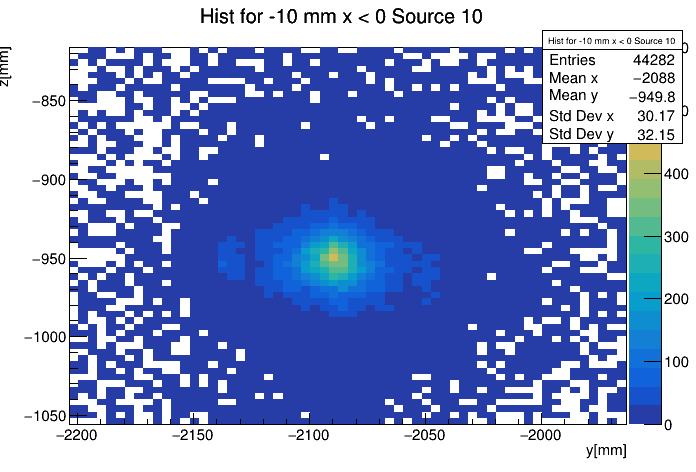 Hist for -10 mm x < 0 Source 10
z[mm]
Hist for -10 mm x < 0 Source 10
Entries 44282
Mean x −2088
Mean y −949.8
Std Dev x 30.17
Std Dev y 32.15
−850
−900
−950
−1000
−1050
400
300
200
100
0
−2200 −2150 −2100 −2050 −2000
y[mm]